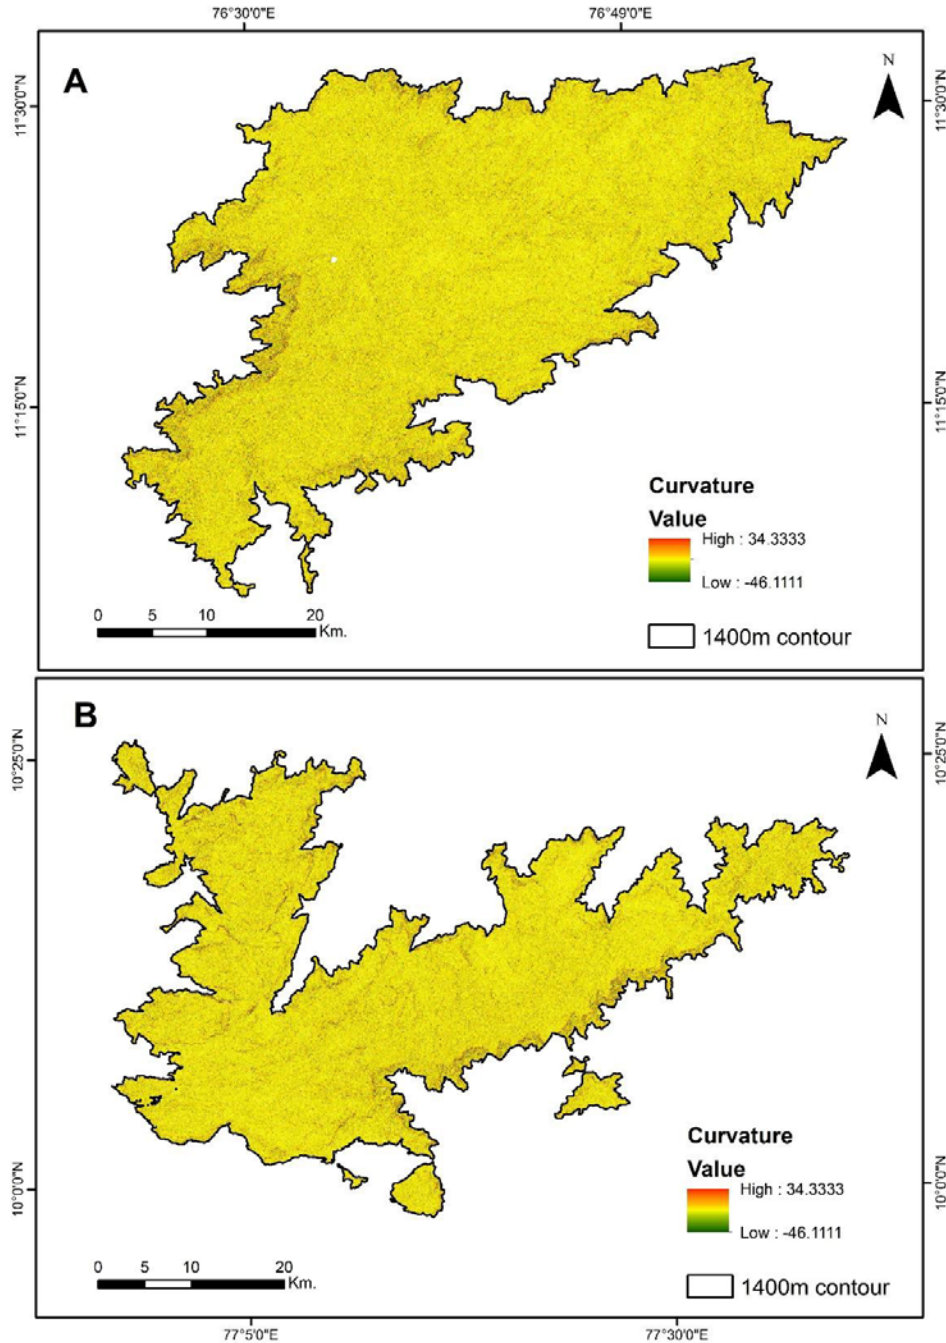 76°30'0"E 76°49'0"E
A
N
11°30'0"N 11°30'0"N
11°15'0"N 11°15'0"N
Curvature
Value
High : 34.3333
Low : -46.1111
0 5 10 20
Km.
1400m contour
B
N
10°25'0"N 10°25'0"N
Curvature
Value
High : 34.3333
Low : -46.1111
10°0'0"N 10°0'0"N
0 5 10 20
Km.
1400m contour
77°5'0"E 77°30'0"E